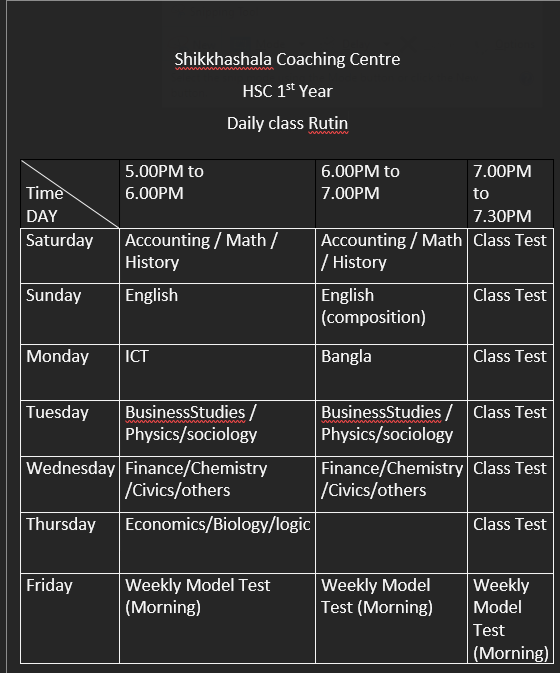 Shikkhashala Coaching Centre
HSC 1st Year
Daily class Rutin
Time
DAY
5.00PM to
6.00PM
6.00PM to
7.00PM
7.00PM
to
7.30PM
Saturday
Accounting / Math /
History
Accounting / Math
/ History
Class Test
Sunday
English
English
(composition)
Class Test
Monday
ICT
Bangla
Class Test
Tuesday
BusinessStudies /
Physics/sociology
BusinessStudies /
Physics/sociology
Class Test
Wednesday
Finance/Chemistry
/Civics/others
Finance/Chemistry
/Civics/others
Class Test
Thursday
Economics/Biology/logic
Class Test
Friday
Weekly Model Test
(Morning)
Weekly Model
Test (Morning)
Weekly
Model
Test
(Morning)